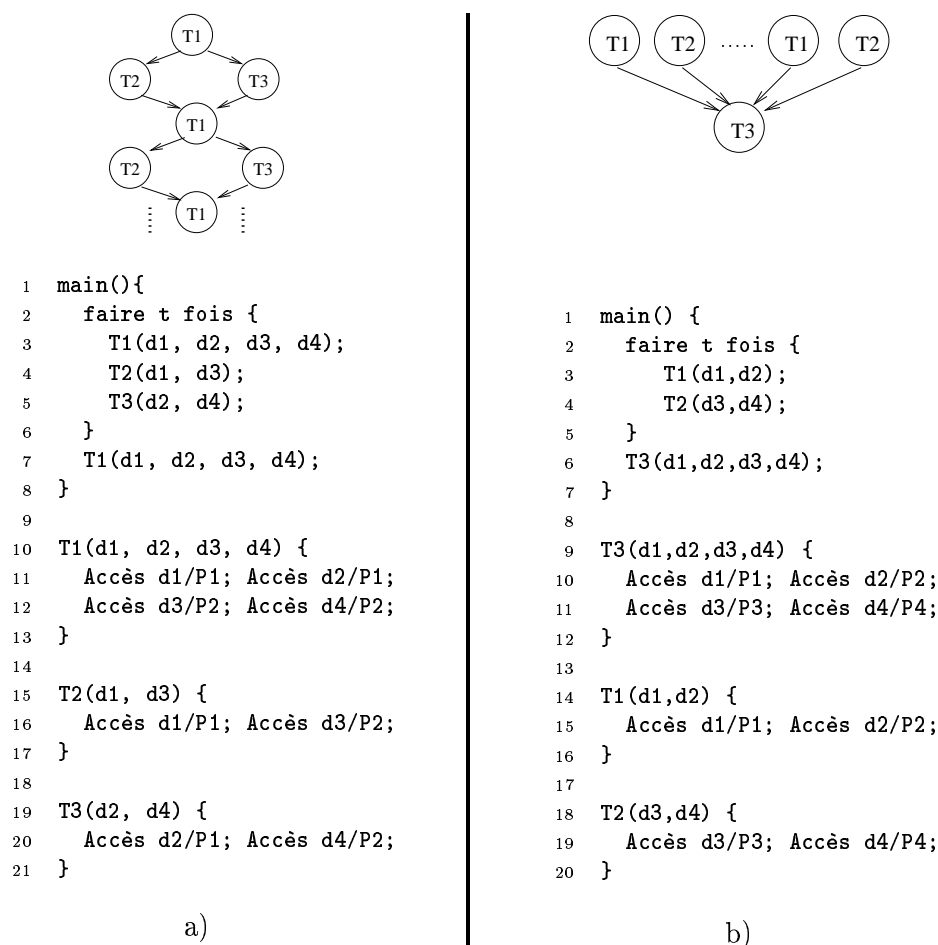 T1
T2 T3
T1
T2 T3
T1
1 main(){
2 faire t fois {
3 T1(d1, d2, d3, d4);
4 T2(d1, d3);
5 T3(d2, d4);
6 }
7 T1(d1, d2, d3, d4);
8 }
9
10 T1(d1, d2, d3, d4) {
11 Accès d1/P1; Accès d2/P1;
12 Accès d3/P2; Accès d4/P2;
13 }
14
15 T2(d1, d3) {
16 Accès d1/P1; Accès d3/P2;
17 }
18
19 T3(d2, d4) {
20 Accès d2/P1; Accès d4/P2;
21 }
a)
T1 T2 ..... T1 T2
T3
1 main() {
2 faire t fois {
3 T1(d1,d2);
4 T2(d3,d4);
5 }
6 T3(d1,d2,d3,d4);
7 }
8
9 T3(d1,d2,d3,d4) {
10 Accès d1/P1; Accès d2/P2;
11 Accès d3/P3; Accès d4/P4;
12 }
13
14 T1(d1,d2) {
15 Accès d1/P1; Accès d2/P2;
16 }
17
18 T2(d3,d4) {
19 Accès d3/P3; Accès d4/P4;
20 }
b)